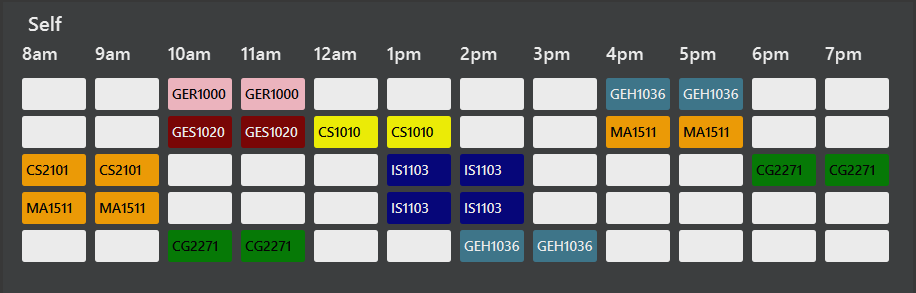 Self
8am 9am 10am 11am 12am 1pm 2pm 3pm 4pm 5pm 6pm 7pm
GER1000 GER1000 GEH1036 GEH1036
GES1020 GES1020 CS1010 CS1010 MA1511 MA1511
CS2101 CS2101 IS1103 IS1103 CG2271 CG2271
MA1511 MA1511 IS1103 IS1103
CG2271 CG2271 GEH1036 GEH1036